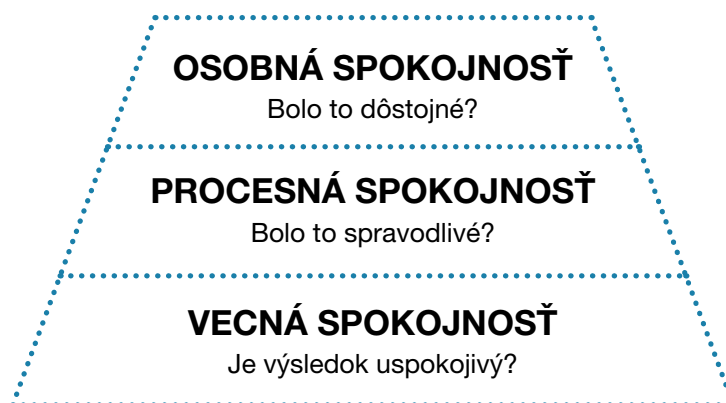 OSOBNÁ SPOKOJNOSŤ
Bolo to dôstojné?
PROCESNÁ SPOKOJNOSŤ
Bolo to spravodlivé?
VECNÁ SPOKOJNOSŤ
Je výsledok uspokojivý?